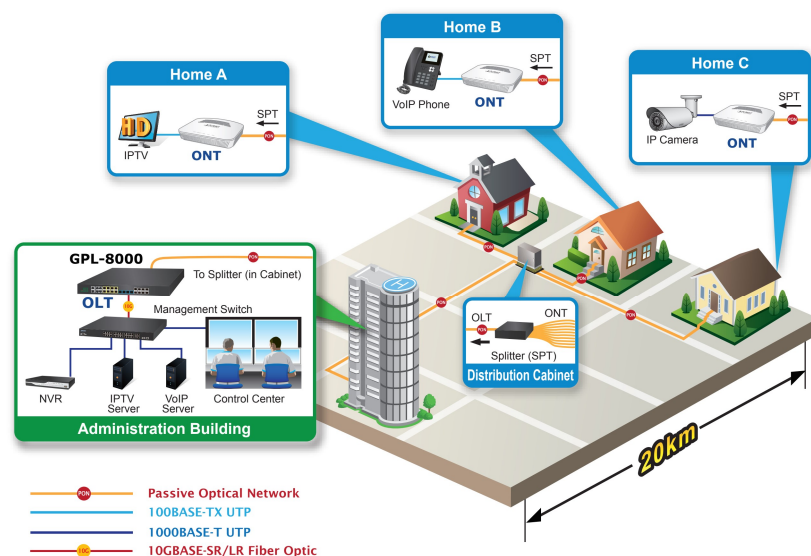 Home B
SPT
PON
VoIP Phone
ONT
Home A
SPT
HD
PON
IPTV
ONT
Home C
SPT
PON
IP Camera
ONT
GPL-8000
PON
To Splitter (in Cabinet)
OLT
10G
Management Switch
NVR
IPTV
Server
VoIP
Server
Control Center
Administration Building
H
PON
PON
PON
PON
OLT
ONT
PON
Splitter (SPT)
Distribution Cabinet
20km
PON
Passive Optical Network
100BASE-TX UTP
1000BASE-T UTP
10G
10GBASE-SR/LR Fiber Optic